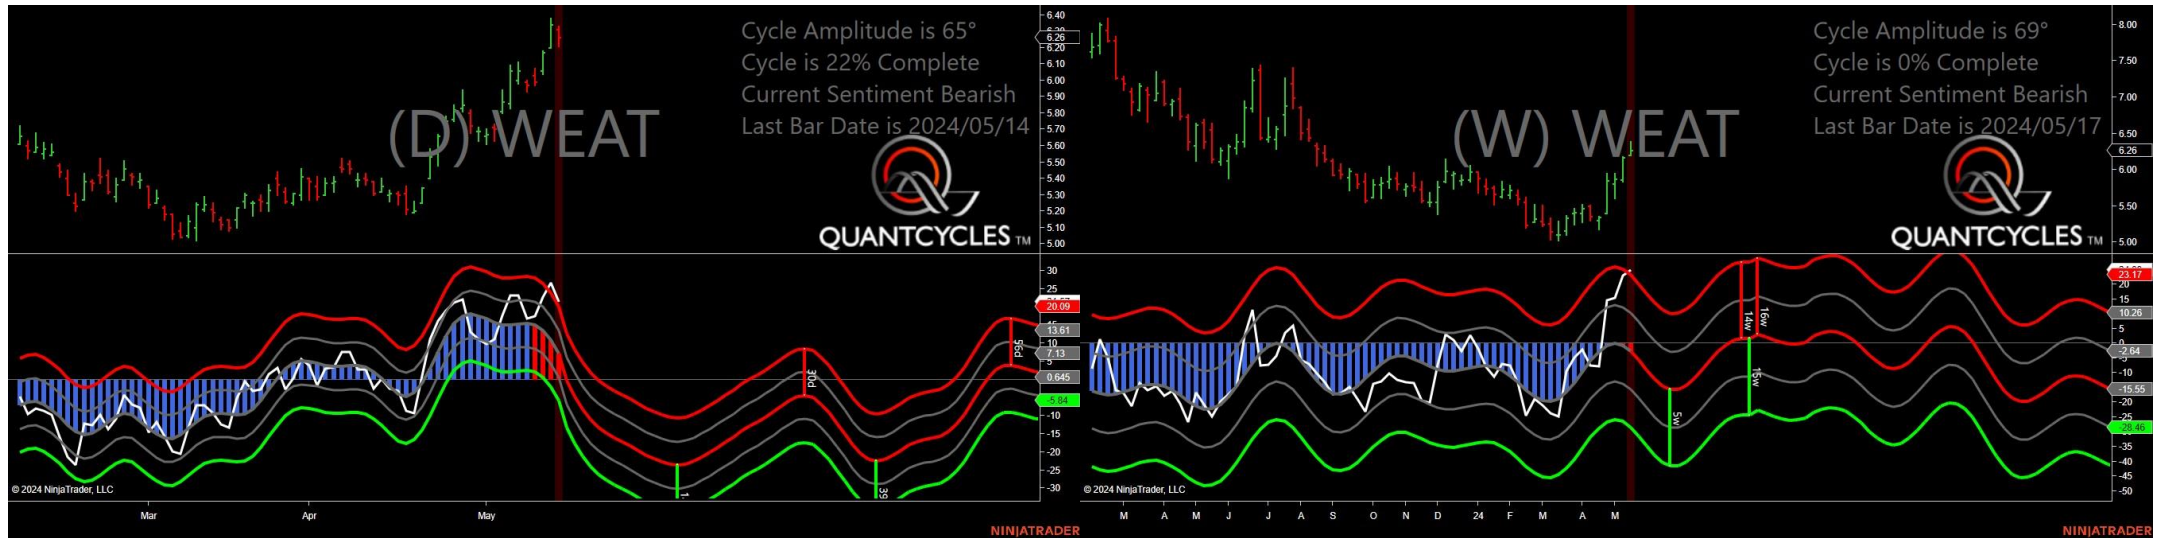 Cycle Amplitude is 65°
Cycle is 22% Complete
Current Sentiment Bearish
Last Bar Date is 2024/05/14
(D) WEAT
QUANTCYCLES TM
6.40
6.26
6.20
6.10
6.00
5.90
5.80
5.70
5.60
5.50
5.40
5.30
5.20
5.10
5.00
30
25
20.09
13.61
10
7.13
5
0.645
-5.84
-10
-15
-20
-25
-30
30d
56d
39
© 2024 NinjaTrader, LLC
Mar Apr May
NINJATRADER
Cycle Amplitude is 69°
Cycle is 0% Complete
Current Sentiment Bearish
Last Bar Date is 2024/05/17
(W) WEAT
QUANTCYCLES TM
8.00
7.50
7.00
6.50
6.26
6.00
5.50
5.00
23.17
20
15
10.26
5
0
-2.64
-10
-15.55
-20
-25
-28.46
-35
-40
-45
-50
5w
14w
16w
15w
© 2024 NinjaTrader, LLC
M A M J J A S O N D 24 F M A M
NINJATRADER